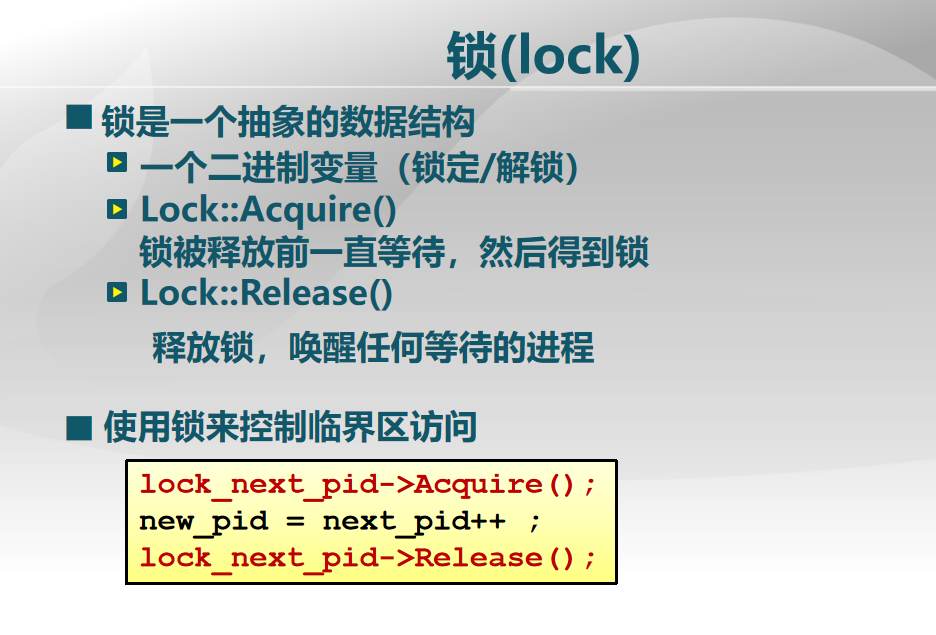 锁(lock)
锁是一个抽象的数据结构
一个二进制变量（锁定/解锁）
Lock::Acquire()
锁被释放前一直等待，然后得到锁
Lock::Release()
释放锁，唤醒任何等待的进程
使用锁来控制临界区访问
lock_next_pid->Acquire();
new_pid = next_pid++ ;
lock_next_pid->Release();